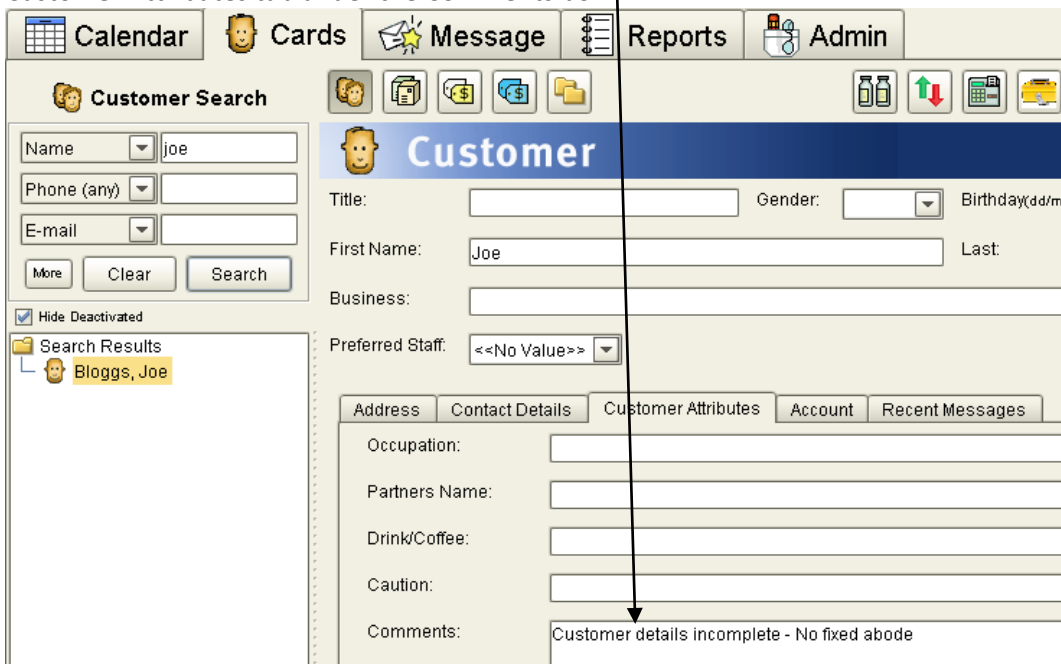 Calendar Cards Message Reports Admin
Customer Search
Name joe
Phone (any)
E-mail
More Clear Search
Hide Deactivated
Search Results
Bloggs, Joe
Customer
Title: Gender: Birthday(dd/m
First Name: Joe Last:
Business:
Preferred Staff: <<No Value>>
Address Contact Details Customer Attributes Account Recent Messages
Occupation:
Partners Name:
Drink/Coffee:
Caution:
Comments: Customer details incomplete - No fixed abode